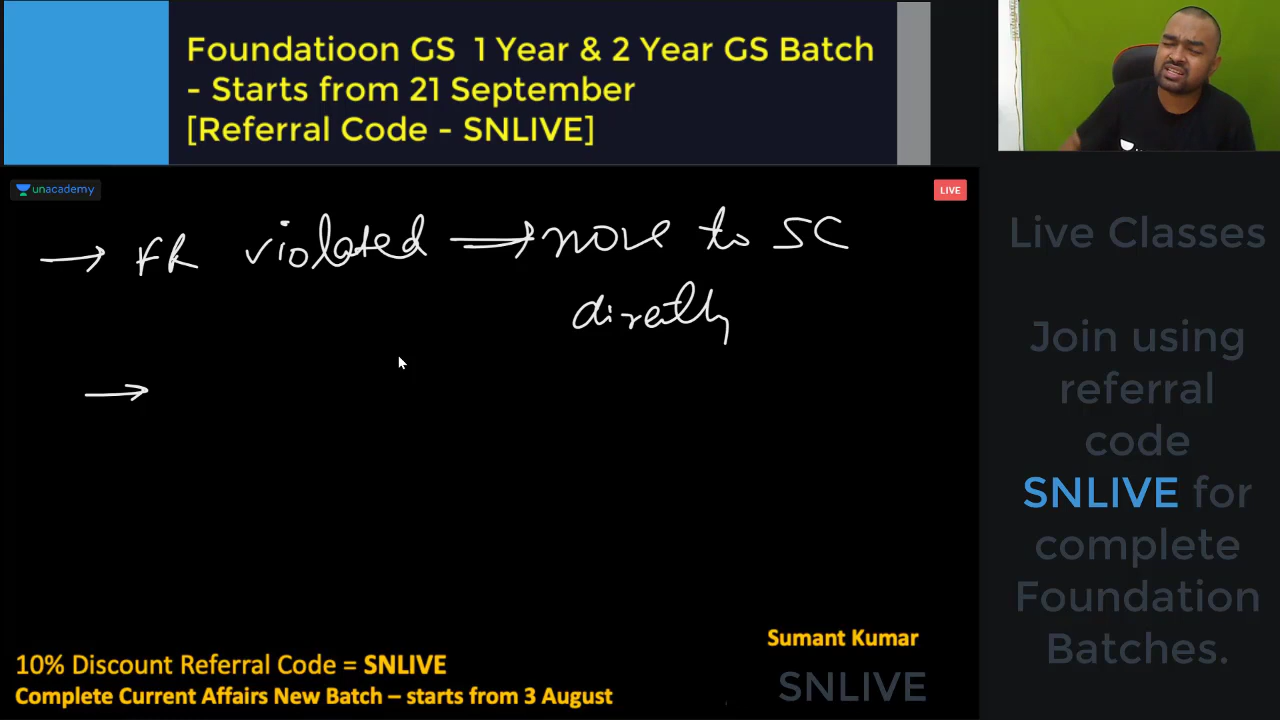 Foundatioon GS 1 Year & 2 Year GS Batch
- Starts from 21 September
[Referral Code - SNLIVE]
unacademy
LIVE
→ FR violated ⟹ move to SC
directly
→
Live Classes
Join using
referral
code
SNLIVE for
complete
Foundation
Batches.
Sumant Kumar
SNLIVE
10% Discount Referral Code = SNLIVE
Complete Current Affairs New Batch – starts from 3 August